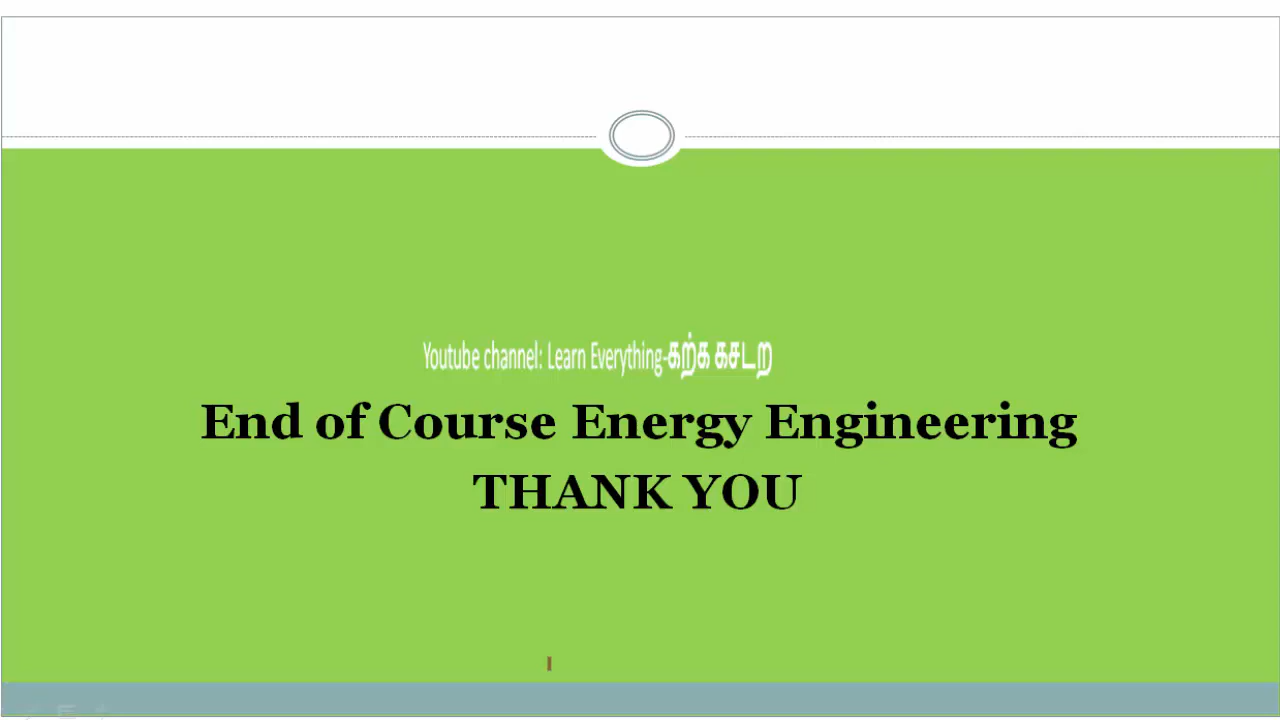 Youtube channel: Learn Everything-கற்க கசடற
End of Course Energy Engineering
THANK YOU